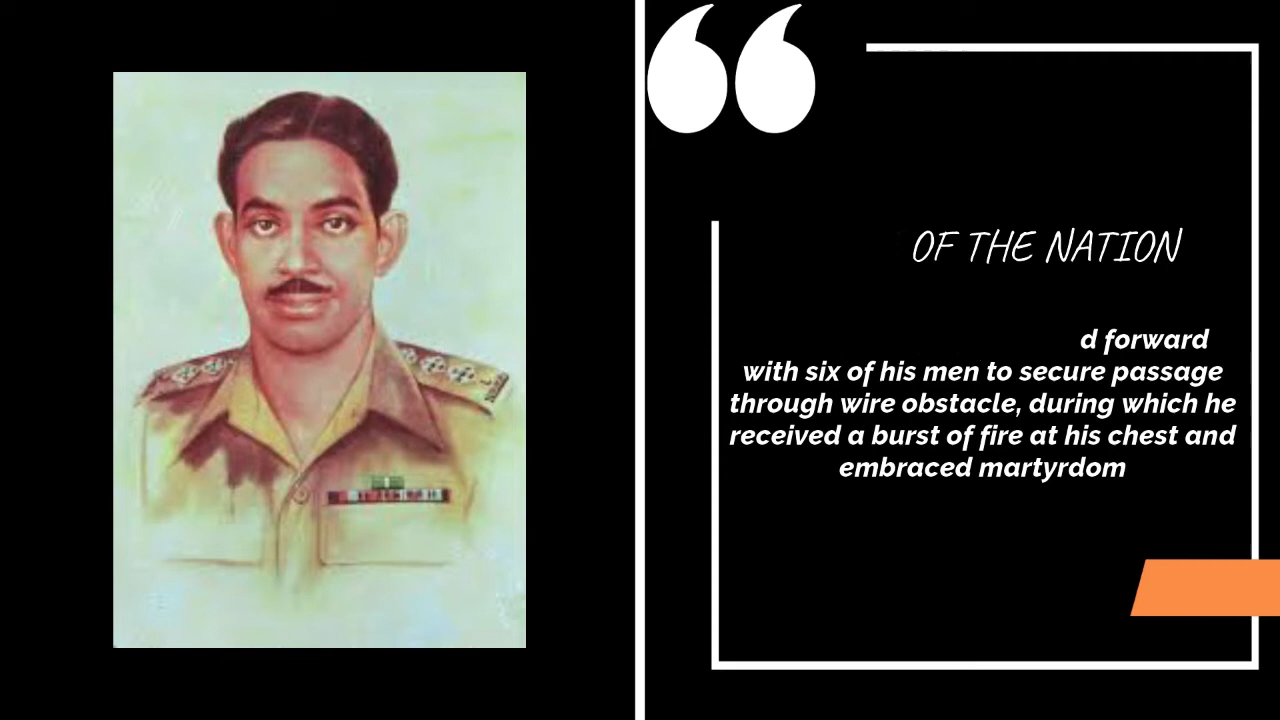 OF THE NATION
d forward
with six of his men to secure passage
through wire obstacle, during which he
received a burst of fire at his chest and
embraced martyrdom